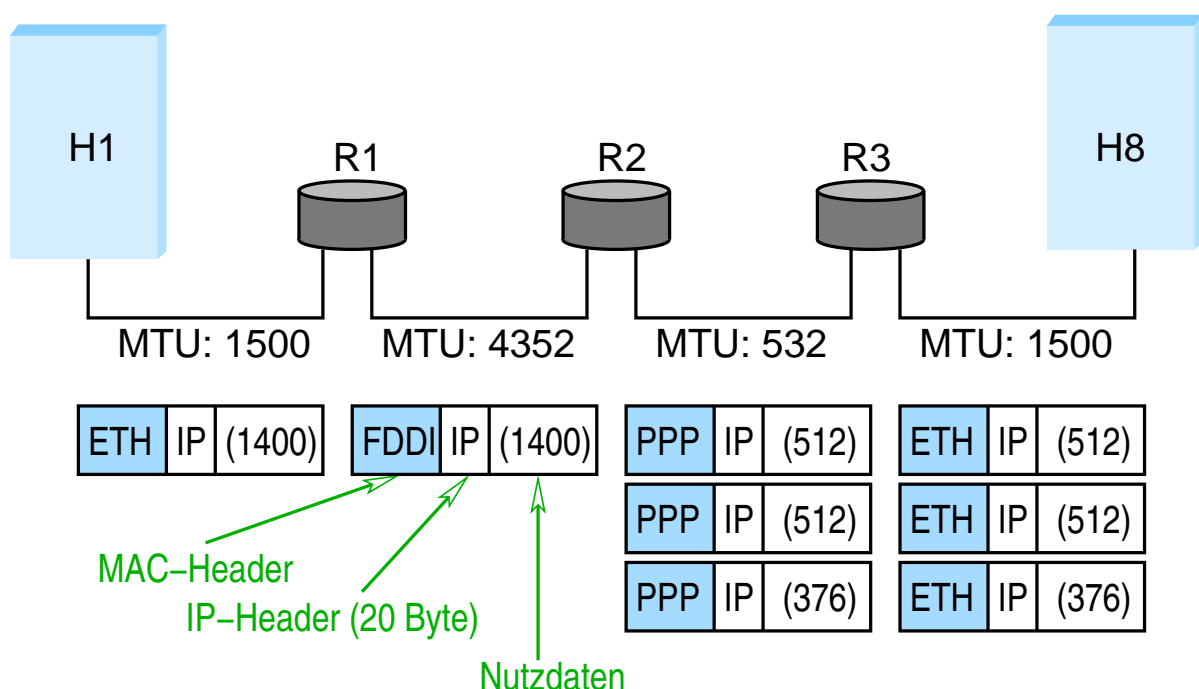 H1
R1
R2
R3
H8
MTU: 1500
MTU: 4352
MTU: 532
MTU: 1500
ETH IP (1400)
FDDI IP (1400)
PPP IP (512)
ETH IP (512)
PPP IP (512)
ETH IP (512)
PPP IP (376)
ETH IP (376)
MAC–Header
IP–Header (20 Byte)
Nutzdaten